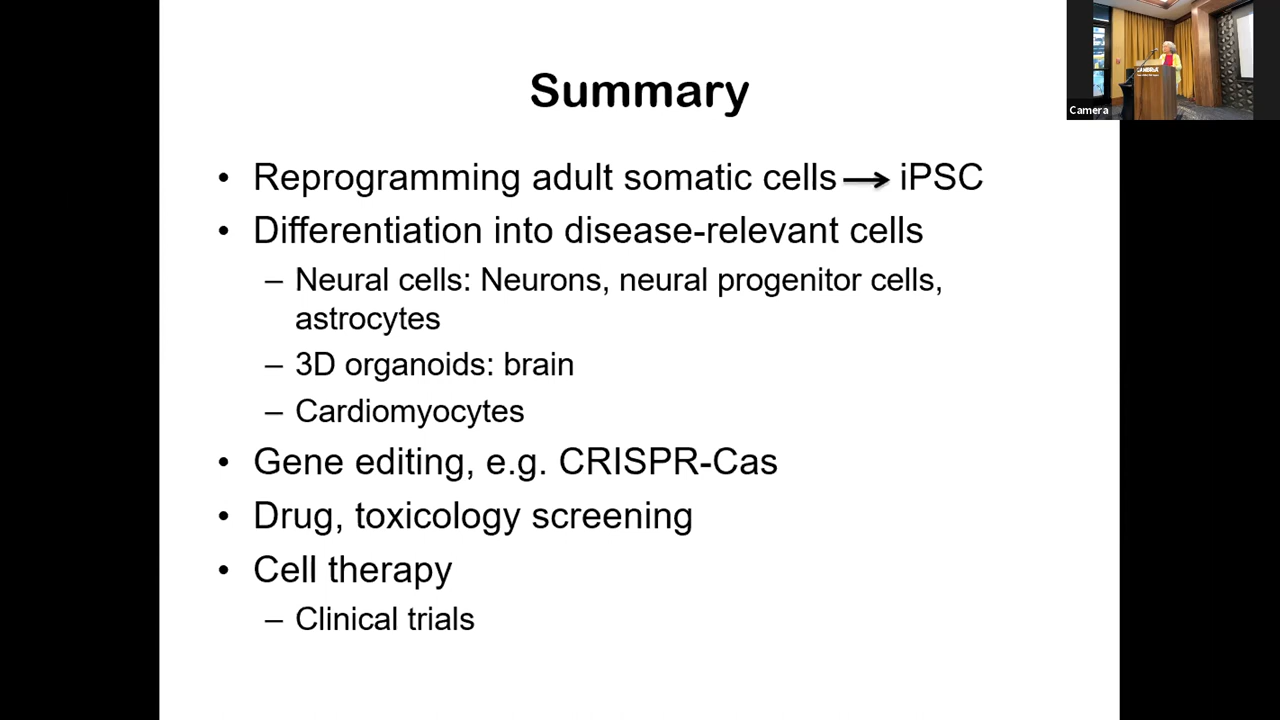 Summary
• Reprogramming adult somatic cells → iPSC
• Differentiation into disease-relevant cells
– Neural cells: Neurons, neural progenitor cells,
astrocytes
– 3D organoids: brain
– Cardiomyocytes
• Gene editing, e.g. CRISPR-Cas
• Drug, toxicology screening
• Cell therapy
– Clinical trials
Camera